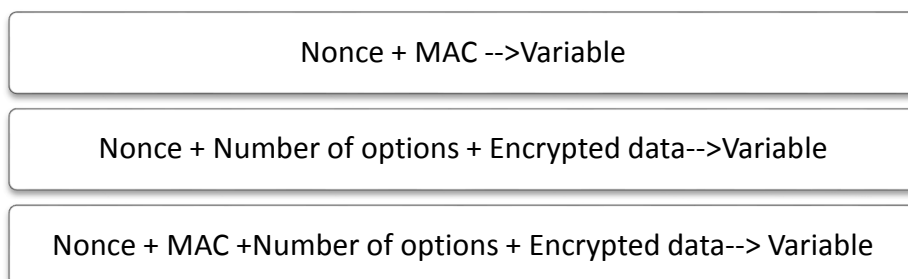 Nonce + MAC -->Variable
Nonce + Number of options + Encrypted data-->Variable
Nonce + MAC +Number of options + Encrypted data--> Variable